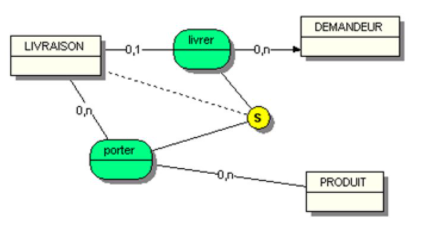 DEMANDEUR
livrer
LIVRAISON
0,1
0,n
S
0,n
porter
0,n
PRODUIT